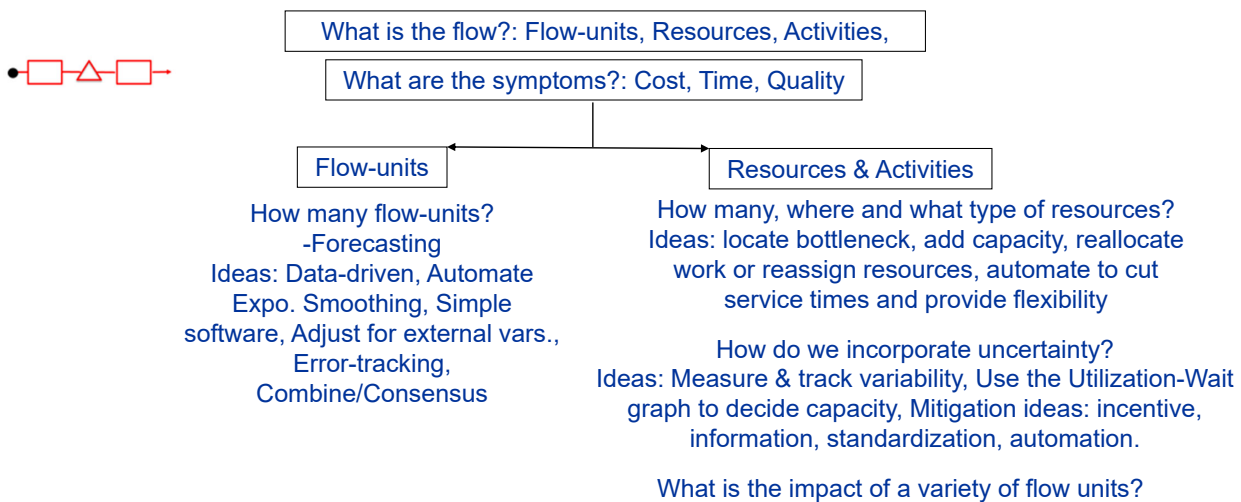 What is the flow?: Flow-units, Resources, Activities,
What are the symptoms?: Cost, Time, Quality
Flow-units
How many flow-units?
-Forecasting
Ideas: Data-driven, Automate
Expo. Smoothing, Simple
software, Adjust for external vars.,
Error-tracking,
Combine/Consensus
Resources & Activities
How many, where and what type of resources?
Ideas: locate bottleneck, add capacity, reallocate
work or reassign resources, automate to cut
service times and provide flexibility
How do we incorporate uncertainty?
Ideas: Measure & track variability, Use the Utilization-Wait
graph to decide capacity, Mitigation ideas: incentive,
information, standardization, automation.
What is the impact of a variety of flow units?